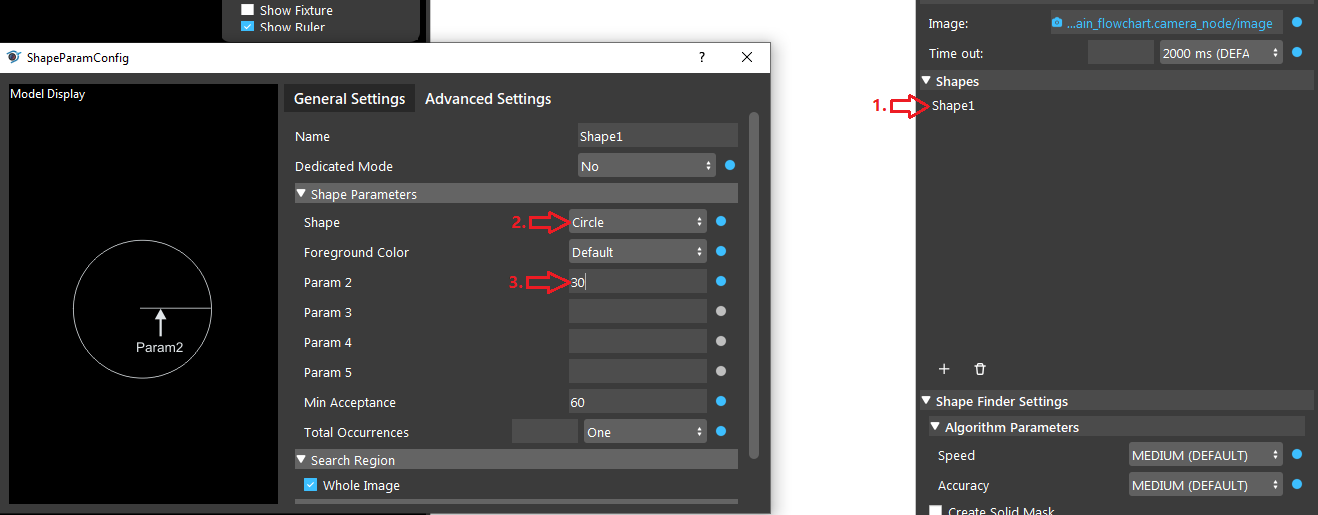 Show Fixture
Show Ruler
ShapeParamConfig
?
Model Display
Param2
General Settings
Advanced Settings
Name
Shape1
Dedicated Mode
No
Shape Parameters
Shape
2.
Circle
Foreground Color
Default
Param 2
3.
30
Param 3
Param 4
Param 5
Min Acceptance
60
Total Occurrences
One
Search Region
Whole Image
Image:
...ain_flowchart.camera_node/image
Time out:
2000 ms (DEFA
Shapes
1.
Shape1
Shape Finder Settings
Algorithm Parameters
Speed
MEDIUM (DEFAULT)
Accuracy
MEDIUM (DEFAULT)
Create Solid Mask